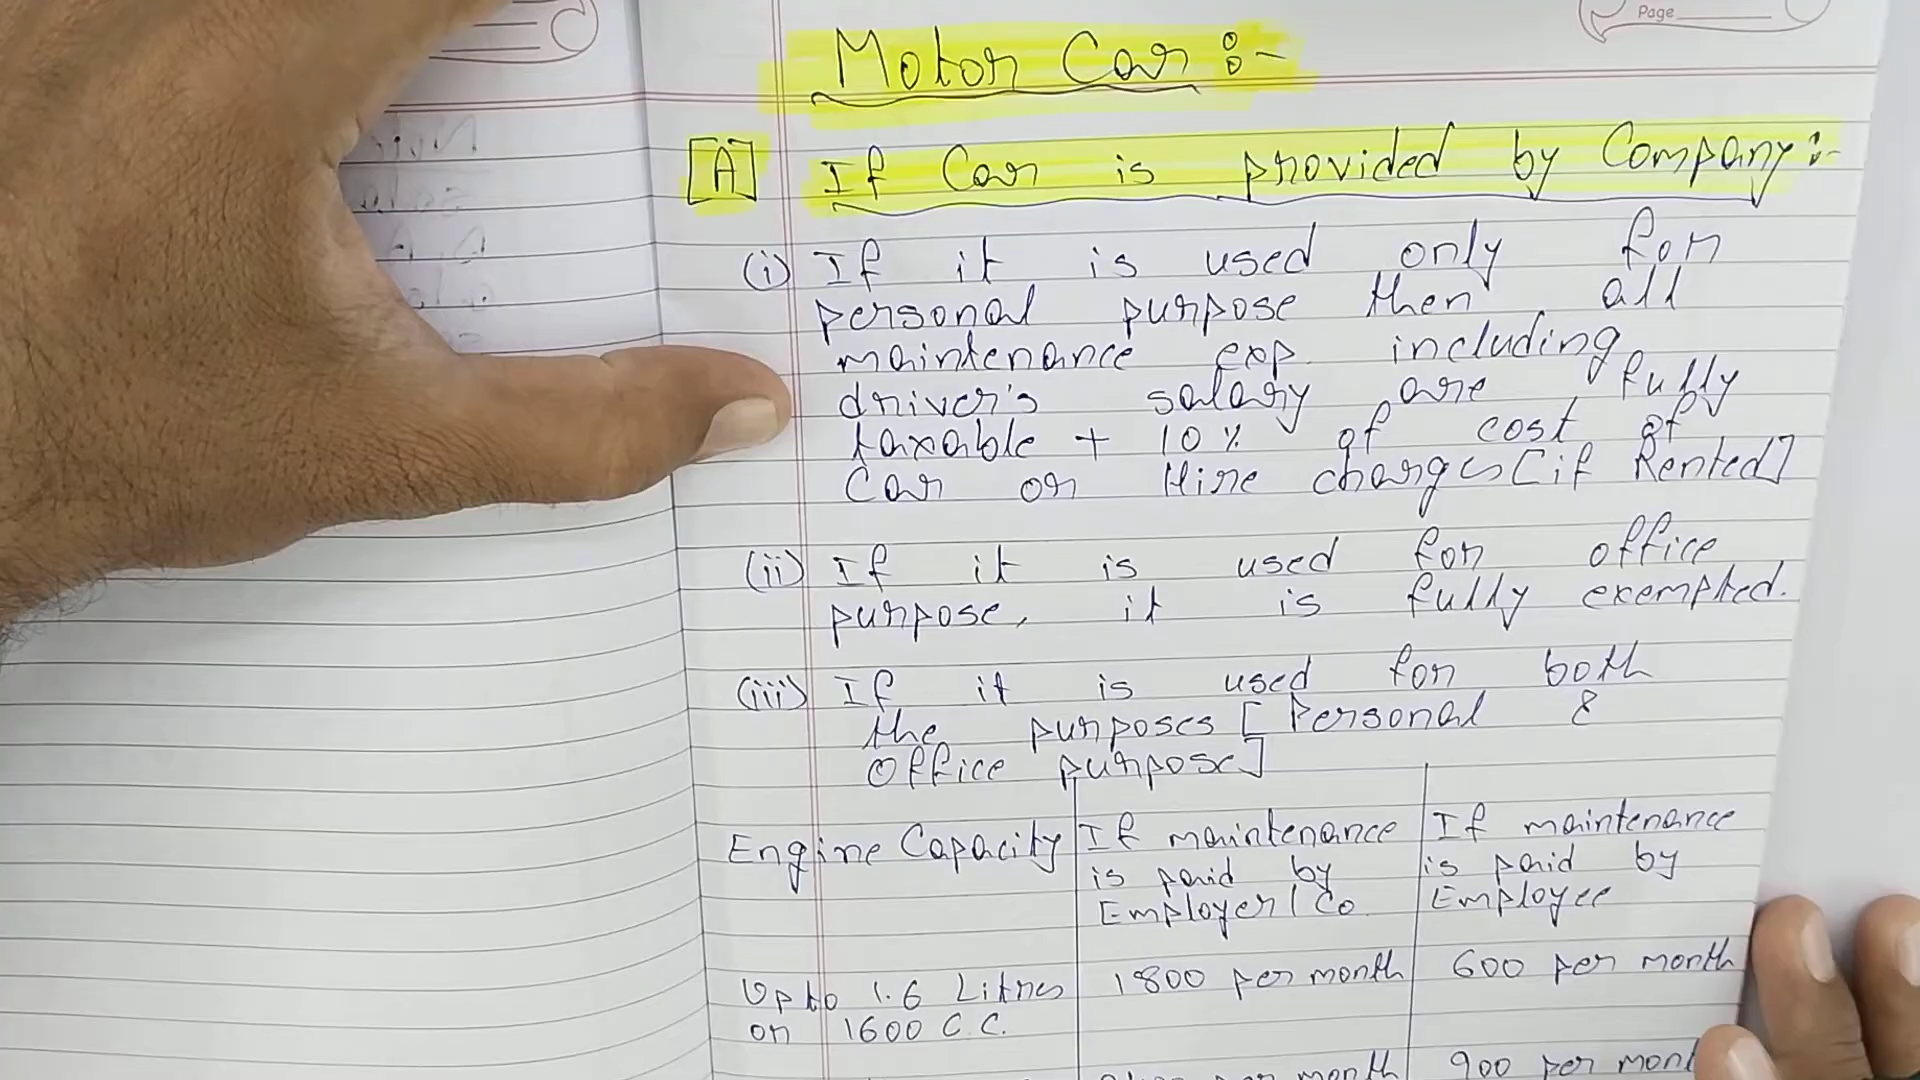 Page
Motor Car :-
[A] If Car is provided by Company :-
(i) If it is used only for
personal purpose then all
maintenance exp. including
driver's salary are fully
taxable + 10% of cost of
Car or Hire charges [if Rented]
(ii) If it is used for office
purpose, it is fully exempted.
(iii) If it is used for both
the purposes [Personal &
Office purpose]
Engine Capacity
If maintenance
is paid by
Employer/Co
If maintenance
is paid by
Employee
Up to 1.6 Litres
or 1600 C.C.
1800 per month
600 per month
per month
900 per mont